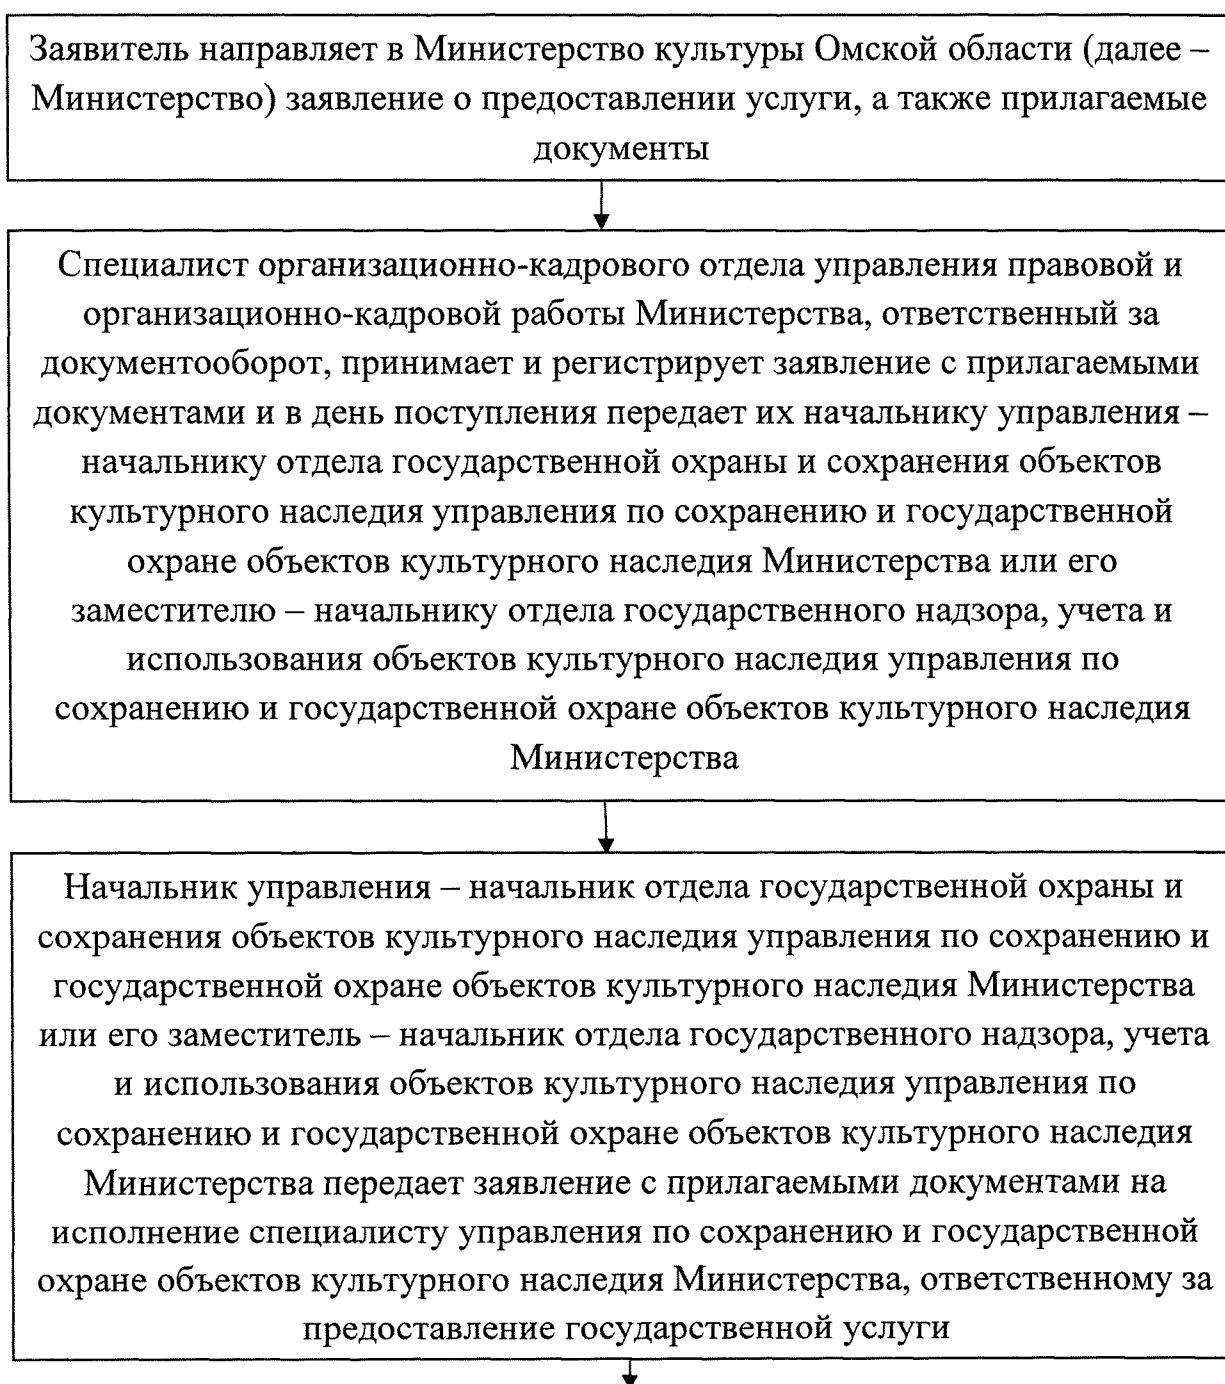 Заявитель направляет в Министерство культуры Омской области (далее –
Министерство) заявление о предоставлении услуги, а также прилагаемые
документы
Специалист организационно-кадрового отдела управления правовой и
организационно-кадровой работы Министерства, ответственный за
документооборот, принимает и регистрирует заявление с прилагаемыми
документами и в день поступления передает их начальнику управления –
начальнику отдела государственной охраны и сохранения объектов
культурного наследия управления по сохранению и государственной
охране объектов культурного наследия Министерства или его
заместителю – начальнику отдела государственного надзора, учета и
использования объектов культурного наследия управления по
сохранению и государственной охране объектов культурного наследия
Министерства
Начальник управления – начальник отдела государственной охраны и
сохранения объектов культурного наследия управления по сохранению и
государственной охране объектов культурного наследия Министерства
или его заместитель – начальник отдела государственного надзора, учета
и использования объектов культурного наследия управления по
сохранению и государственной охране объектов культурного наследия
Министерства передает заявление с прилагаемыми документами на
исполнение специалисту управления по сохранению и государственной
охране объектов культурного наследия Министерства, ответственному за
предоставление государственной услуги